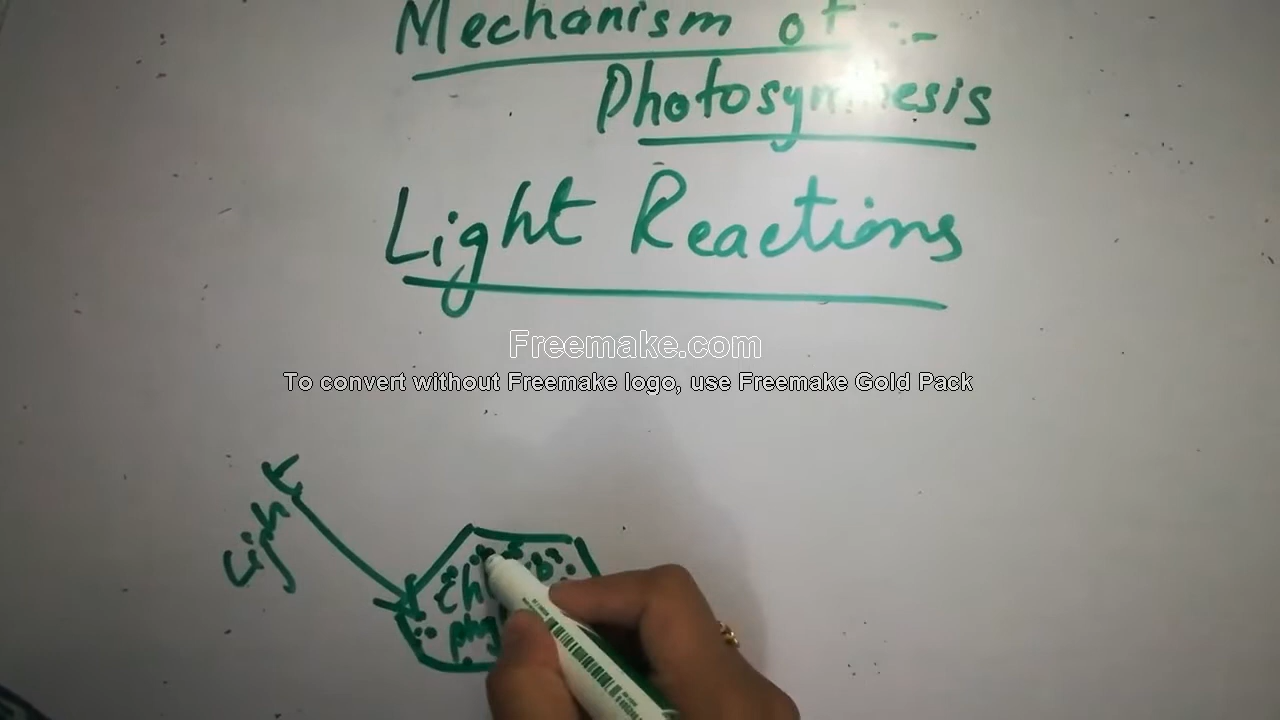 Mechanism of :-
Photosynthesis
Light Reactions
Freemake.com
To convert without Freemake logo, use Freemake Gold Pack
Light